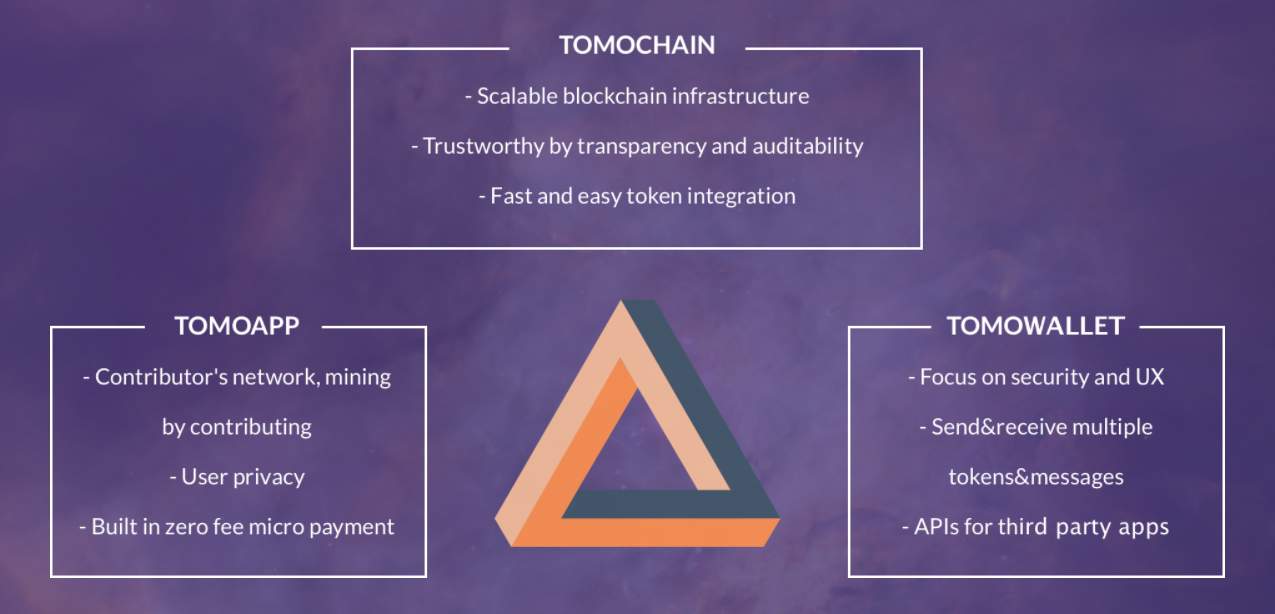 TOMOCHAIN
- Scalable blockchain infrastructure
- Trustworthy by transparency and auditability
- Fast and easy token integration
TOMOAPP
- Contributor's network, mining
by contributing
- User privacy
- Built in zero fee micro payment
TOMOWALLET
- Focus on security and UX
- Send&receive multiple
tokens&messages
- APIs for third party apps